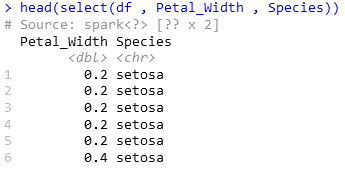 > head(select(df , Petal_Width , Species))
# Source: spark<?> [?? x 2]
  Petal_Width Species
        <dbl> <chr>
1         0.2 setosa
2         0.2 setosa
3         0.2 setosa
4         0.2 setosa
5         0.2 setosa
6         0.4 setosa